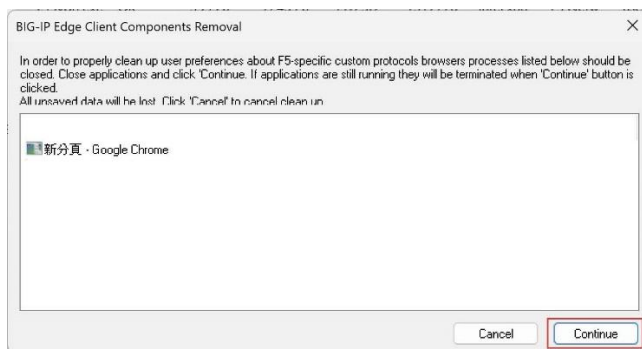 BIG-IP Edge Client Components Removal
In order to properly clean up user preferences about F5-specific custom protocols browsers processes listed below should be
closed. Close applications and click 'Continue. If applications are still running they will be terminated when 'Continue' button is
clicked.
All unsaved data will be lost. Click 'Cancel' to cancel clean up
新分頁 - Google Chrome
Cancel
Continue